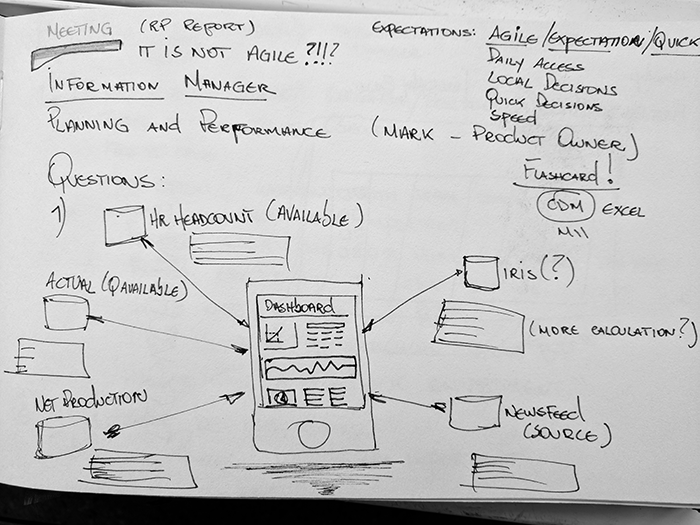 MEETING (RP REPORT)
IT IS NOT AGILE ?!!?
INFORMATION MANAGER
PLANNING AND PERFORMANCE (MARK - PRODUCT OWNER)
EXPECTATIONS: AGILE/EXPECTATION/QUICK
DAILY ACCESS
LOCAL DECISIONS
QUICK DECISIONS
SPEED
FLASHCARD!
CDM EXCEL
QUESTIONS:
1)
HR HEADCOUNT (AVAILABLE)
ACTUAL (QAVAILABLE)
NET PRODUCTION
DASHBOARD
IRIS (?)
(MORE CALCULATION?)
NEWSFEED
(SOURCE)